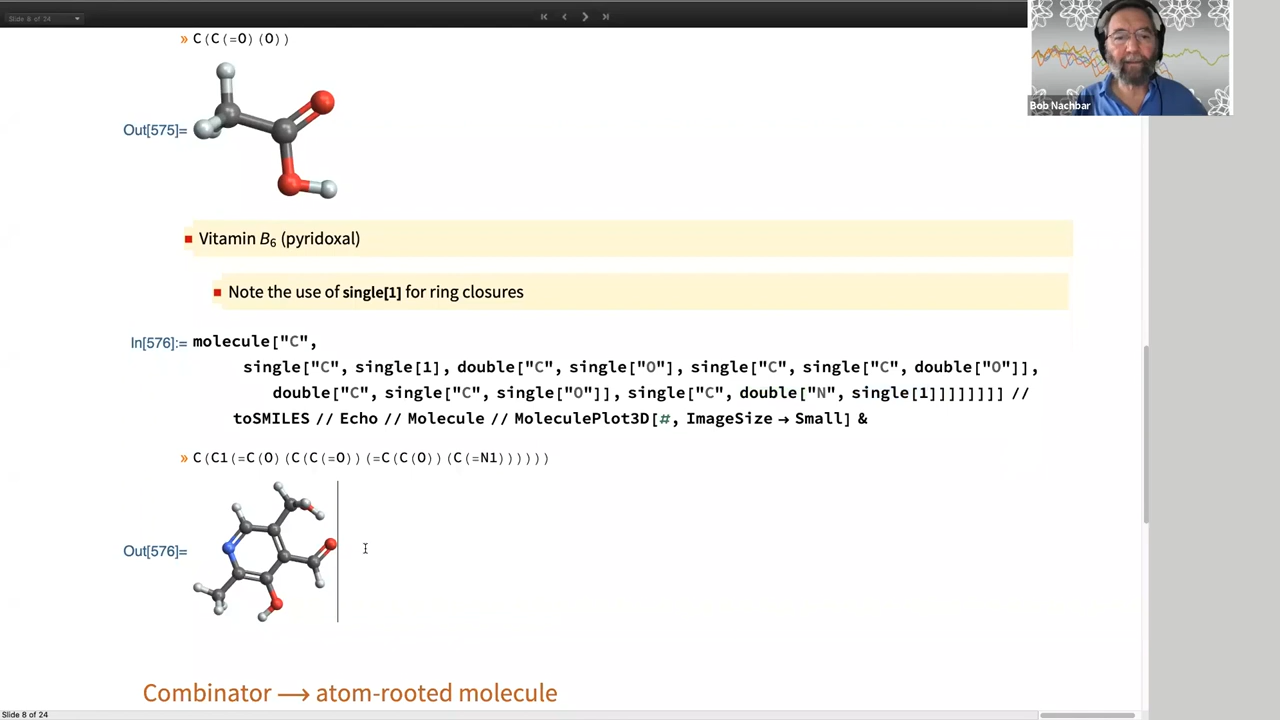 Slide 8 of 24
» C(C(=O)(O))
Bob Nachbar
Out[575]=
Vitamin B6 (pyridoxal)
Note the use of single[1] for ring closures
In[576]:= molecule["C",
single["C", single[1], double["C", single["O"], single["C", single["C", double["O"]],
double["C", single["C", single["O"]], single["C", double["N", single[1]]]]]]]] //
toSMILES // Echo // Molecule // MoleculePlot3D[#, ImageSize → Small] &
» C(C1(=C(O)(C(C(=O))(=C(C(O))(C(=N1))))))
Out[576]=
Combinator ⟶ atom-rooted molecule
Slide 8 of 24